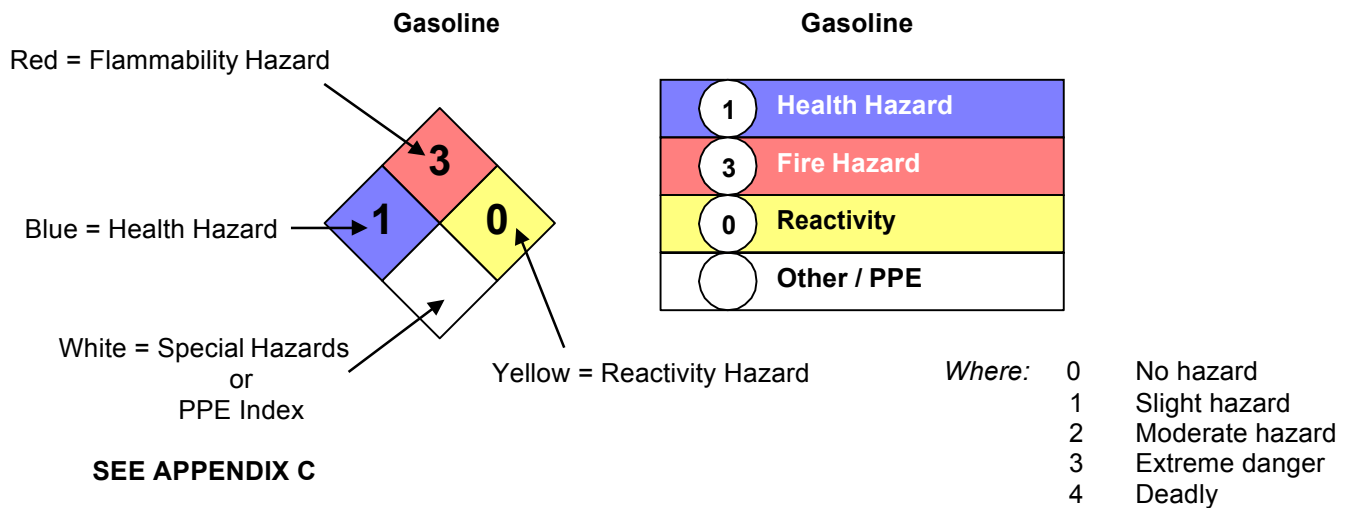 Gasoline
Red = Flammability Hazard
3
Blue = Health Hazard
1
0
White = Special Hazards
or
PPE Index
Yellow = Reactivity Hazard
SEE APPENDIX C
Gasoline
1 Health Hazard
3 Fire Hazard
0 Reactivity
Other / PPE
Where: 0 No hazard
1 Slight hazard
2 Moderate hazard
3 Extreme danger
4 Deadly